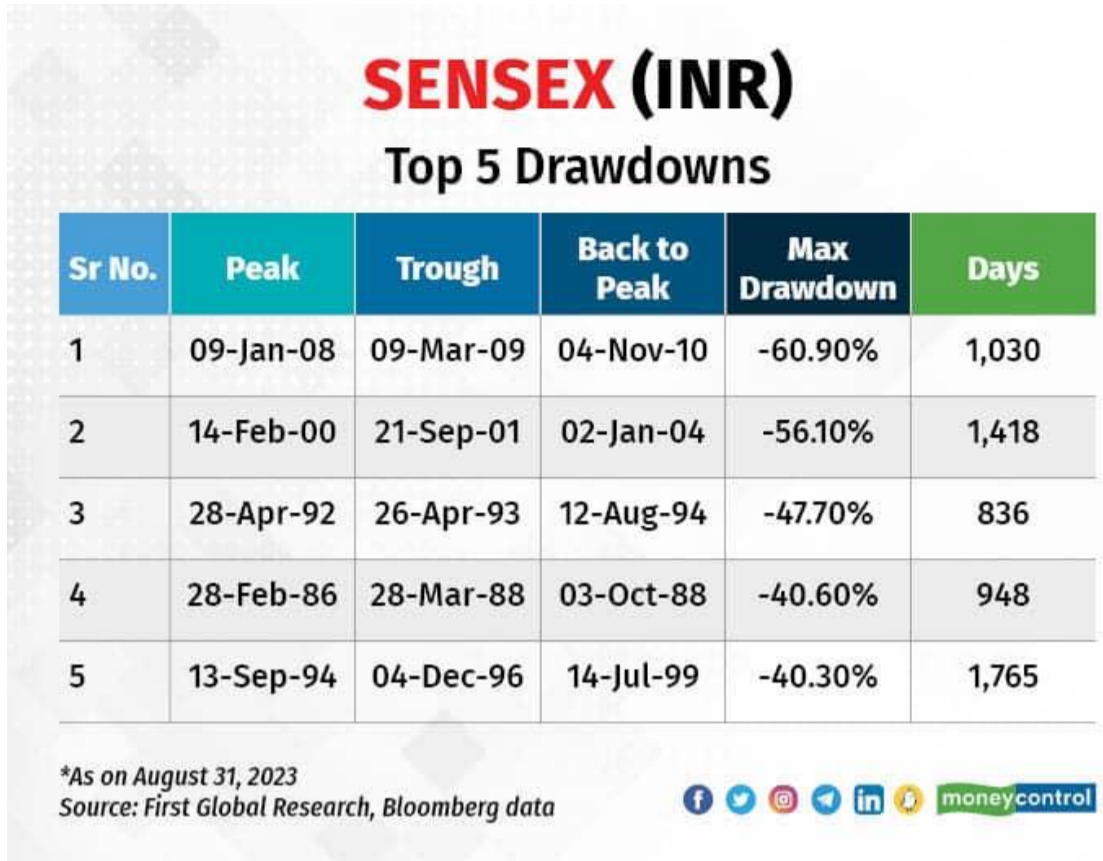 SENSEX (INR)
Top 5 Drawdowns
Sr No. Peak Trough Back to Peak Max Drawdown Days
1 09-Jan-08 09-Mar-09 04-Nov-10 -60.90% 1,030
2 14-Feb-00 21-Sep-01 02-Jan-04 -56.10% 1,418
3 28-Apr-92 26-Apr-93 12-Aug-94 -47.70% 836
4 28-Feb-86 28-Mar-88 03-Oct-88 -40.60% 948
5 13-Sep-94 04-Dec-96 14-Jul-99 -40.30% 1,765
*As on August 31, 2023
Source: First Global Research, Bloomberg data
moneycontrol